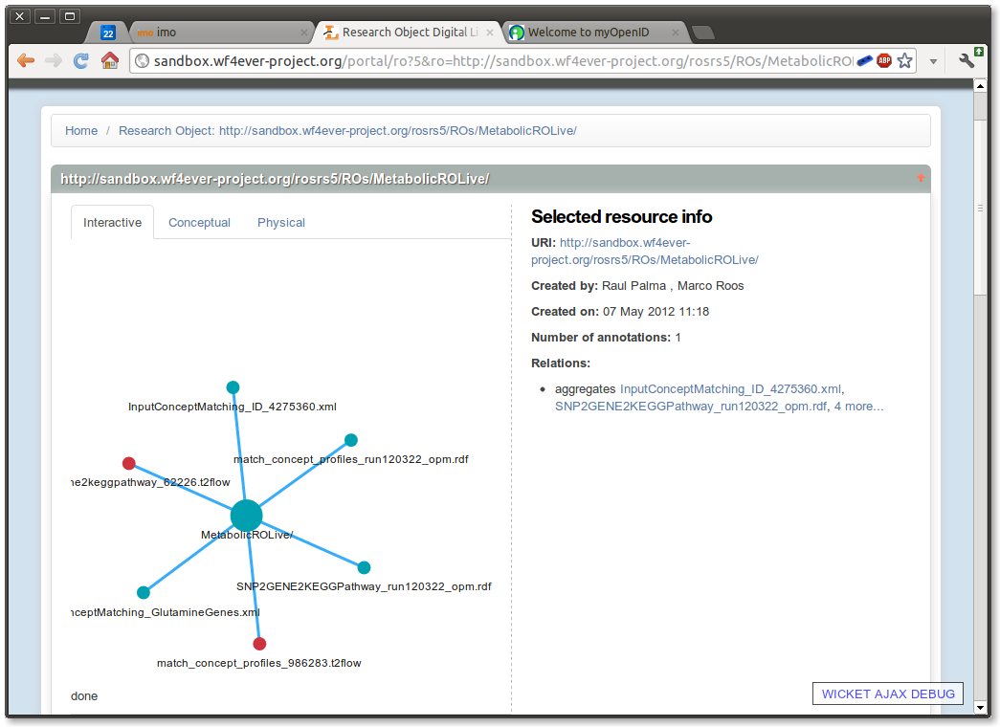 22
imo imo
Research Object Digital Li
Welcome to myOpenID
sandbox.wf4ever-project.org/portal/ro?5&ro=http://sandbox.wf4ever-project.org/rosrs5/ROs/MetabolicROI
ABP
Home / Research Object: http://sandbox.wf4ever-project.org/rosrs5/ROs/MetabolicROLive/
http://sandbox.wf4ever-project.org/rosrs5/ROs/MetabolicROLive/
Interactive Conceptual Physical
InputConceptMatching_ID_4275360.xml
match_concept_profiles_run120322_opm.rdf
ne2keggpathway_62226.t2flow
MetabolicROLive/
SNP2GENE2KEGGPathway_run120322_opm.rdf
nceptMatching_GlutamineGenes.xml
match_concept_profiles_986283.t2flow
done
Selected resource info
URI: http://sandbox.wf4ever-
project.org/rosrs5/ROs/MetabolicROLive/
Created by: Raul Palma , Marco Roos
Created on: 07 May 2012 11:18
Number of annotations: 1
Relations:
• aggregates InputConceptMatching_ID_4275360.xml,
SNP2GENE2KEGGPathway_run120322_opm.rdf, 4 more...
WICKET AJAX DEBUG